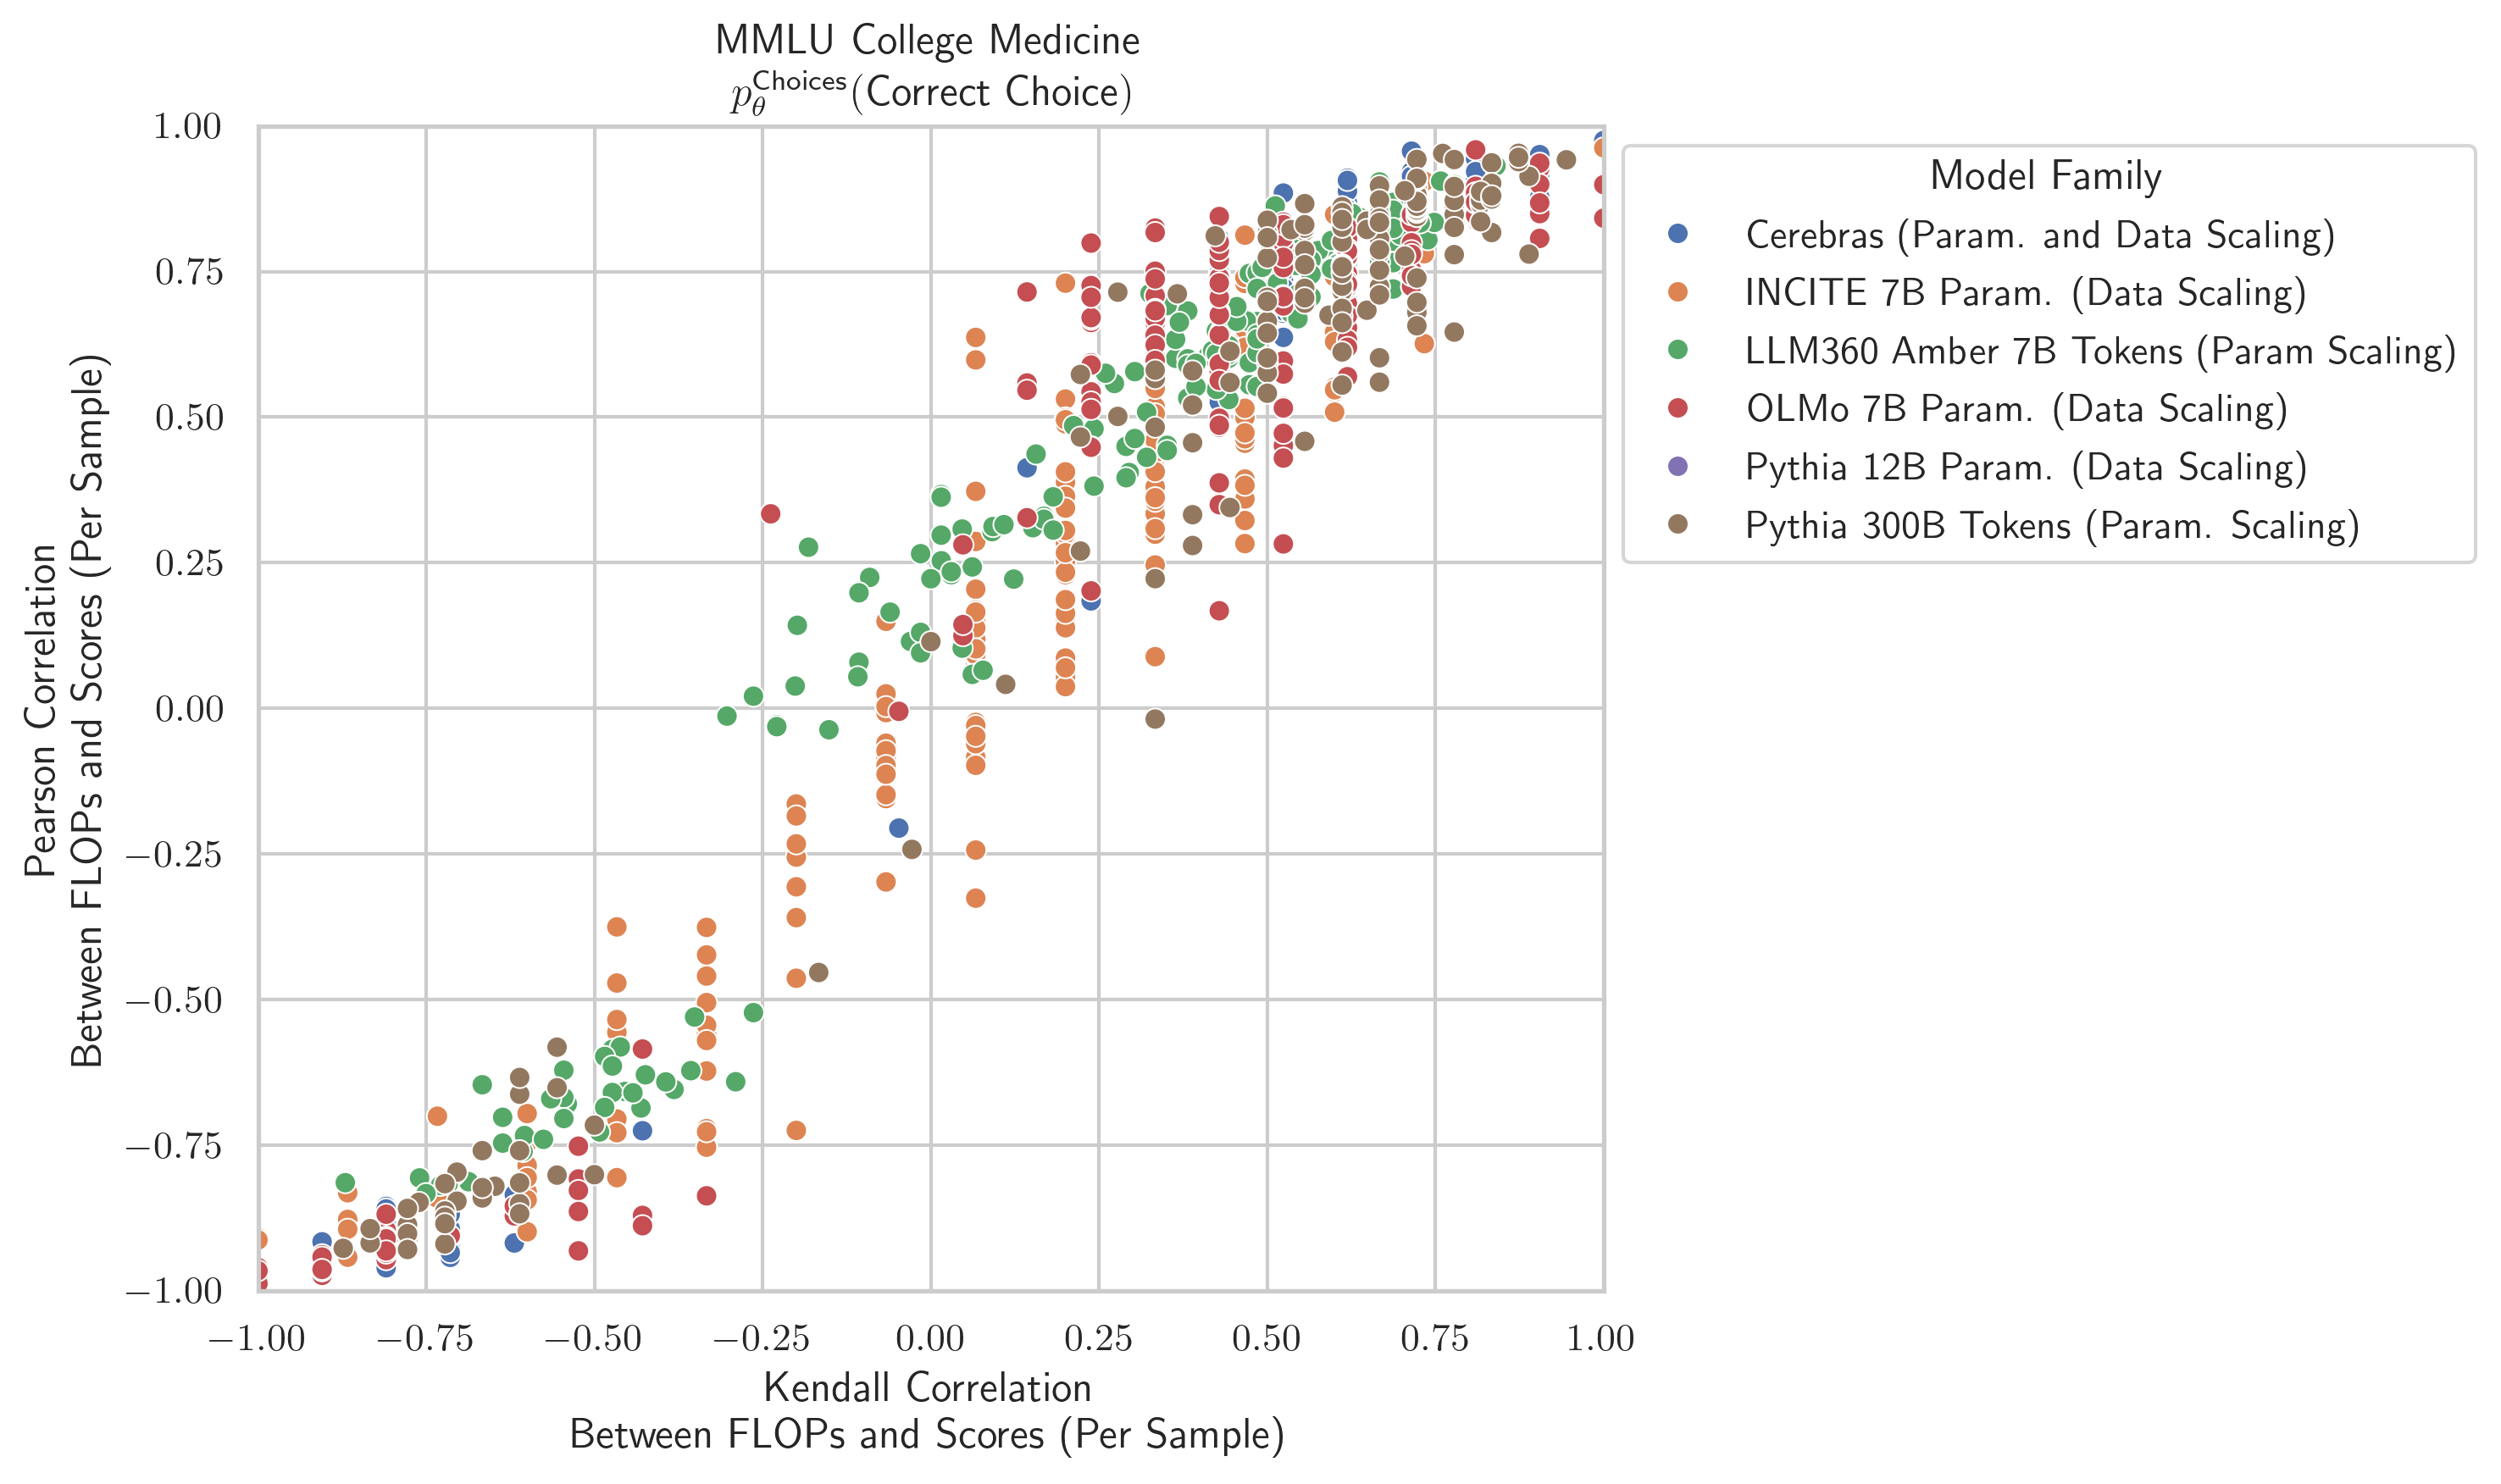 MMLU College Medicine
p_θ^Choices(Correct Choice)
1.00
0.75
0.50
0.25
0.00
−0.25
−0.50
−0.75
−1.00
Pearson Correlation
Between FLOPs and Scores (Per Sample)
−1.00 −0.75 −0.50 −0.25 0.00 0.25 0.50 0.75 1.00
Kendall Correlation
Between FLOPs and Scores (Per Sample)
Model Family
Cerebras (Param. and Data Scaling)
INCITE 7B Param. (Data Scaling)
LLM360 Amber 7B Tokens (Param Scaling)
OLMo 7B Param. (Data Scaling)
Pythia 12B Param. (Data Scaling)
Pythia 300B Tokens (Param. Scaling)